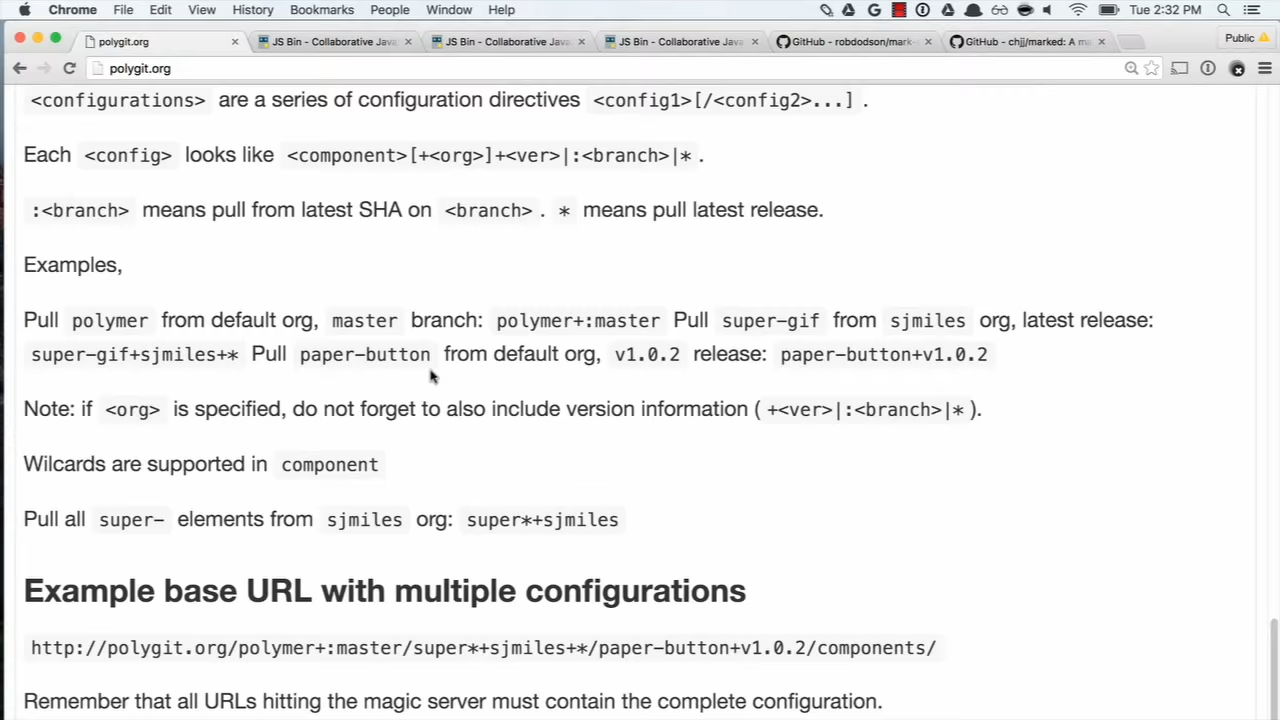 Chrome File Edit View History Bookmarks People Window Help Tue 2:32 PM
polygit.org JS Bin - Collaborative Java JS Bin - Collaborative Java JS Bin - Collaborative Java GitHub - robdodson/mark- GitHub - chjj/marked: A ma Public
polygit.org
<configurations> are a series of configuration directives <config1>[/<config2>...] .
Each <config> looks like <component>[+<org>]+<ver>|:<branch>|* .
:<branch> means pull from latest SHA on <branch> . * means pull latest release.
Examples,
Pull polymer from default org, master branch: polymer+:master Pull super-gif from sjmiles org, latest release:
super-gif+sjmiles+* Pull paper-button from default org, v1.0.2 release: paper-button+v1.0.2
Note: if <org> is specified, do not forget to also include version information ( +<ver>|:<branch>|* ).
Wilcards are supported in component
Pull all super- elements from sjmiles org: super*+sjmiles
Example base URL with multiple configurations
http://polygit.org/polymer+:master/super*+sjmiles+*/paper-button+v1.0.2/components/
Remember that all URLs hitting the magic server must contain the complete configuration.